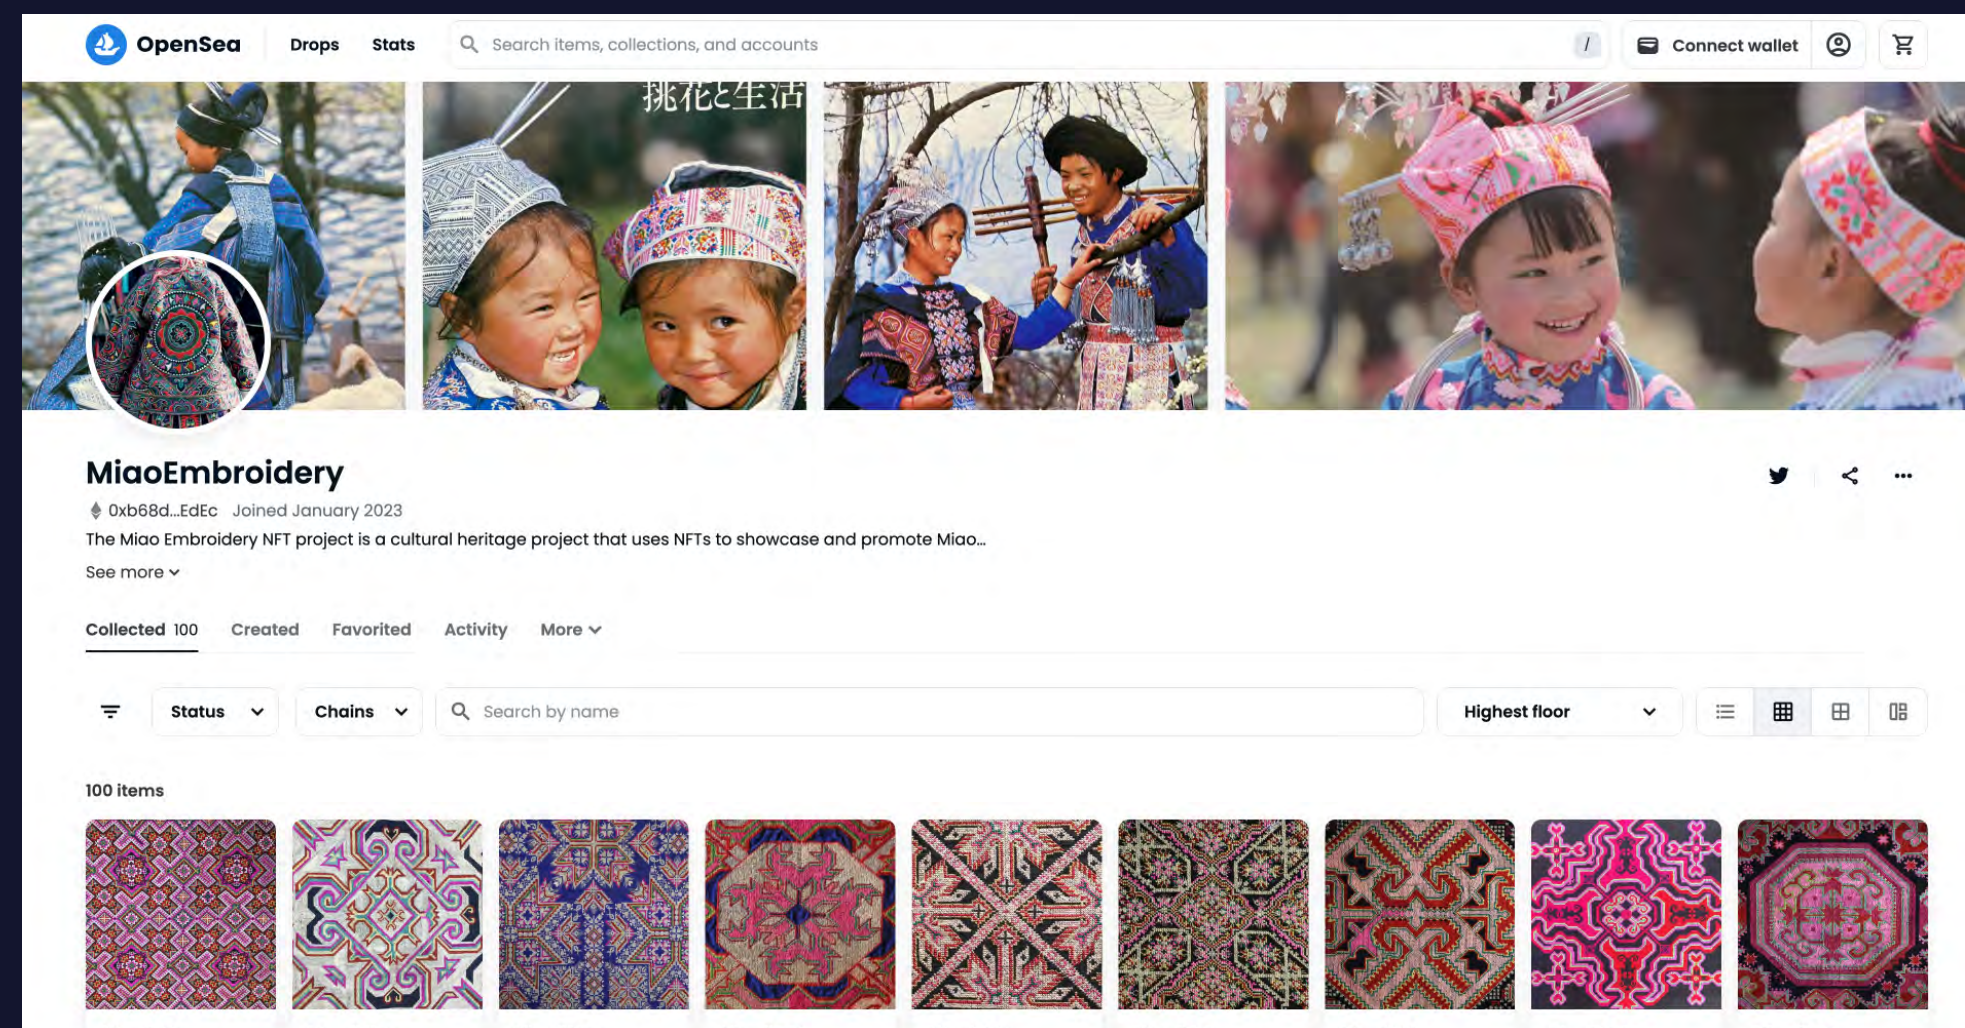 OpenSea Drops Stats Search items, collections, and accounts / Connect wallet
挑花と生活
MiaoEmbroidery
0xb68d...EdEc Joined January 2023
The Miao Embroidery NFT project is a cultural heritage project that uses NFTs to showcase and promote Miao...
See more
Collected 100 Created Favorited Activity More
Status Chains Search by name Highest floor
100 items